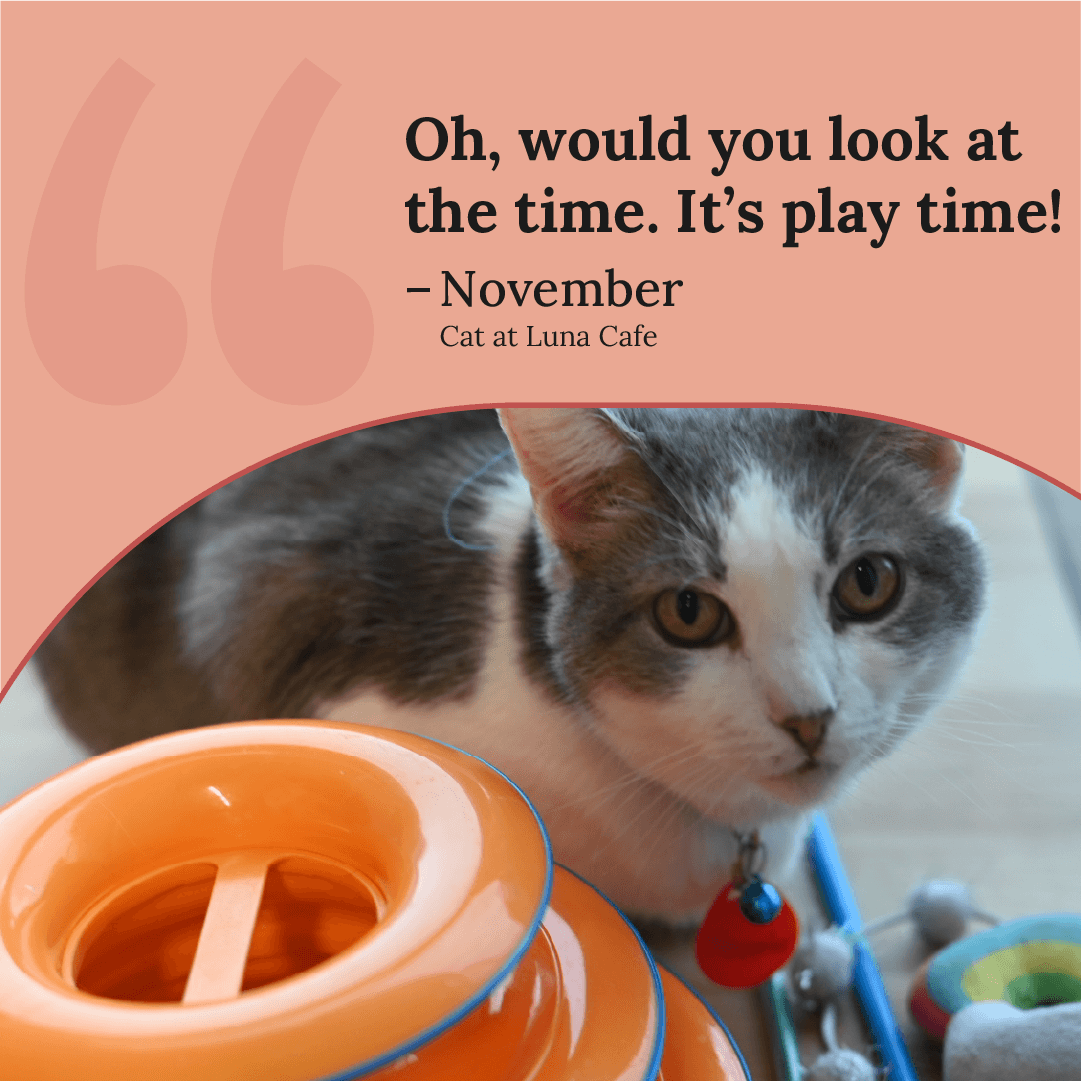 Oh, would you look at
the time. It’s play time!
– November
Cat at Luna Cafe